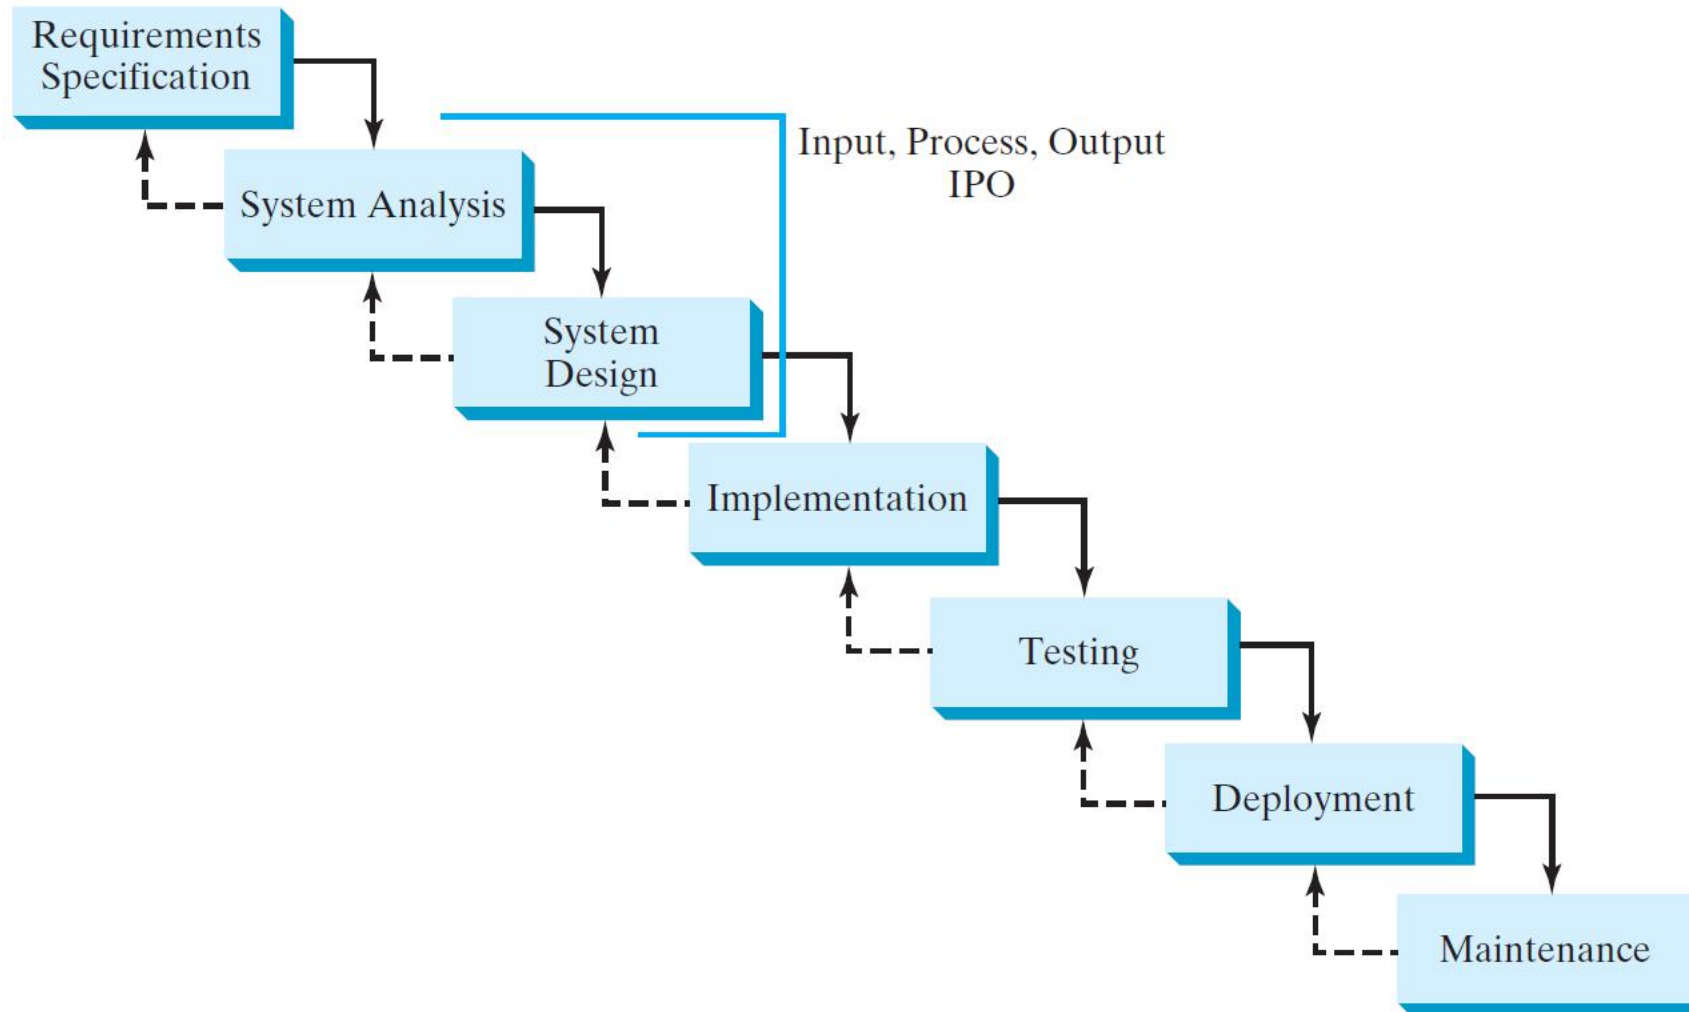 Requirements
Specification
Input, Process, Output
IPO
System Analysis
System
Design
Implementation
Testing
Deployment
Maintenance